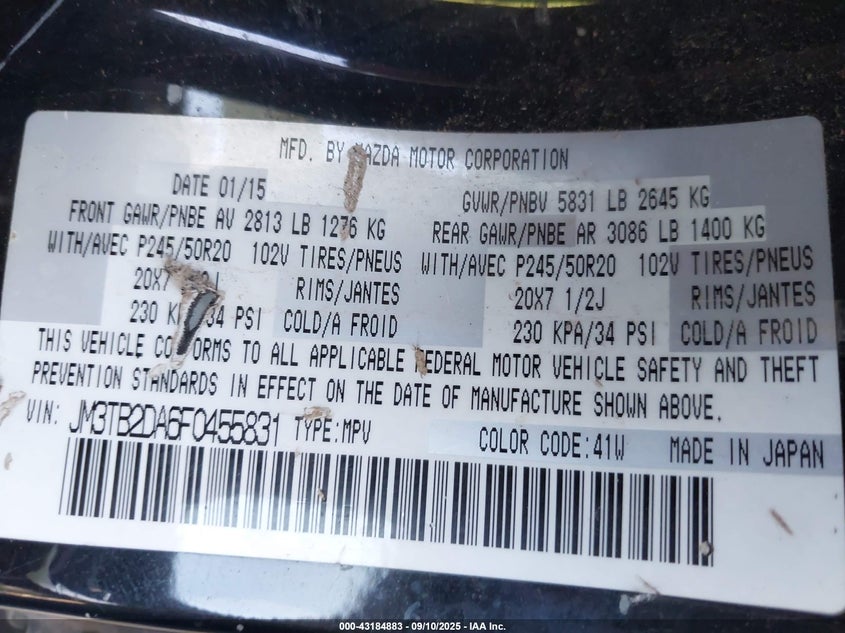 MFD. BY MAZDA MOTOR CORPORATION
DATE 01/15 GVWR/PNBV 5831 LB 2645 KG
FRONT GAWR/PNBE AV 2813 LB 1276 KG REAR GAWR/PNBE AR 3086 LB 1400 KG
WITH/AVEC P245/50R20 102V TIRES/PNEUS WITH/AVEC P245/50R20 102V TIRES/PNEUS
20X7 RIMS/JANTES 20X7 1/2J RIMS/JANTES
230 KPA/34 PSI COLD/A FROID 230 KPA/34 PSI COLD/A FROID
THIS VEHICLE CONFORMS TO ALL APPLICABLE FEDERAL MOTOR VEHICLE SAFETY AND THEFT
PREVENTION STANDARDS IN EFFECT ON THE DATE OF MANUFACTURE SHOWN ABOVE.
VIN: JM3TB2DA6F0455831 TYPE:MPV COLOR CODE:41W MADE IN JAPAN
000-43184883 - 09/10/2025 - IAA Inc.